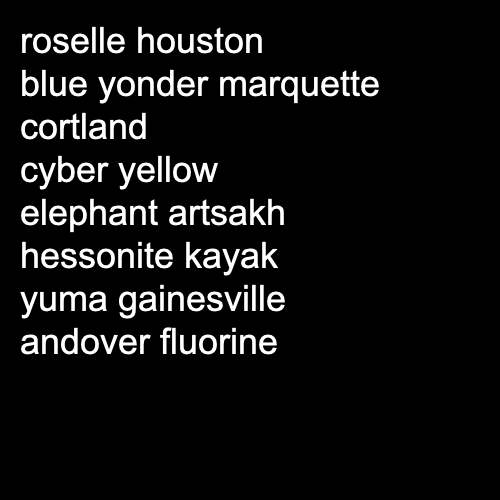 roselle houston
blue yonder marquette
cortland
cyber yellow
elephant artsakh
hessonite kayak
yuma gainesville
andover fluorine